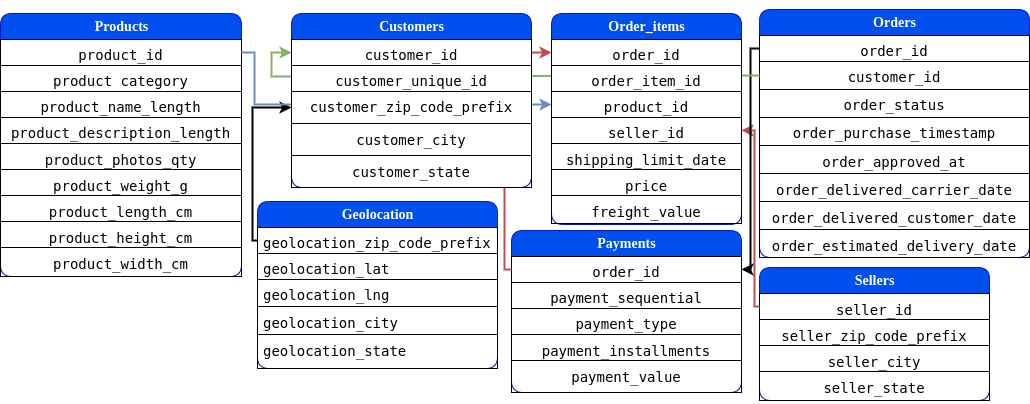 Products
product_id
product category
product_name_length
product_description_length
product_photos_qty
product_weight_g
product_length_cm
product_height_cm
product_width_cm
Customers
customer_id
customer_unique_id
customer_zip_code_prefix
customer_city
customer_state
Order_items
order_id
order_item_id
product_id
seller_id
shipping_limit_date
price
freight_value
Orders
order_id
customer_id
order_status
order_purchase_timestamp
order_approved_at
order_delivered_carrier_date
order_delivered_customer_date
order_estimated_delivery_date
Geolocation
geolocation_zip_code_prefix
geolocation_lat
geolocation_lng
geolocation_city
geolocation_state
Payments
order_id
payment_sequential
payment_type
payment_installments
payment_value
Sellers
seller_id
seller_zip_code_prefix
seller_city
seller_state